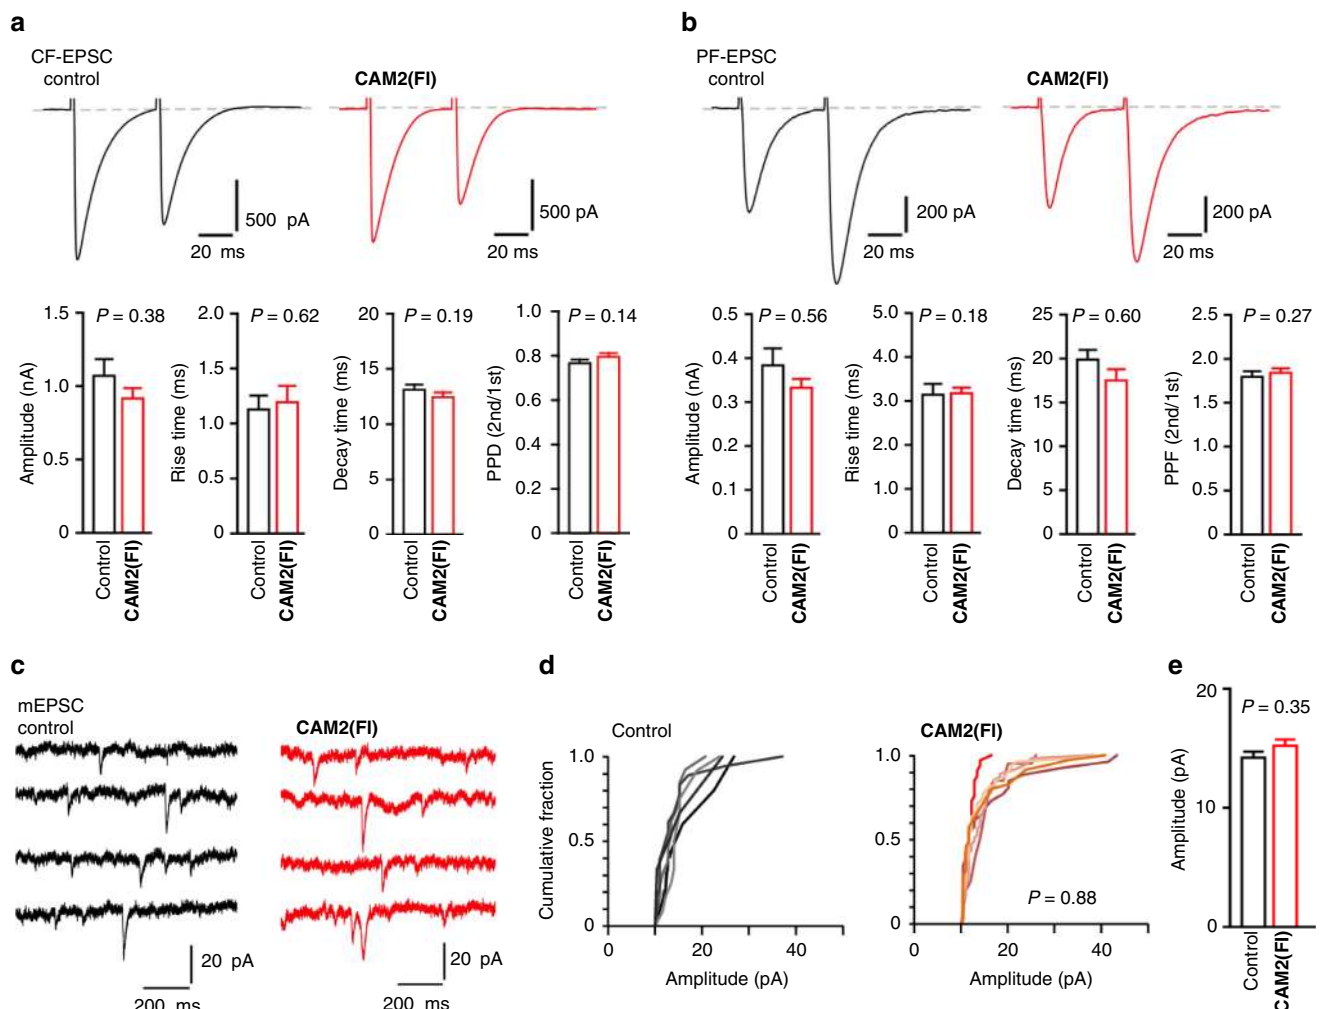 a
CF-EPSC
control
CAM2(FI)
500 pA
20 ms
500 pA
20 ms
1.5
1.0
0.5
0
Amplitude (nA)
P = 0.38
Control
CAM2(FI)
2.0
1.5
1.0
0.5
0
Rise time (ms)
P = 0.62
Control
CAM2(FI)
20
15
10
5
0
Decay time (ms)
P = 0.19
Control
CAM2(FI)
1.0
0.8
0.6
0.4
0.2
0
PPD (2nd/1st)
P = 0.14
Control
CAM2(FI)
b
PF-EPSC
control
CAM2(FI)
200 pA
20 ms
200 pA
20 ms
0.5
0.4
0.3
0.2
0.1
0
Amplitude (nA)
P = 0.56
Control
CAM2(FI)
5.0
4.0
3.0
2.0
1.0
0
Rise time (ms)
P = 0.18
Control
CAM2(FI)
25
20
15
10
5
0
Decay time (ms)
P = 0.60
Control
CAM2(FI)
2.5
2.0
1.5
1.0
0.5
0
PPF (2nd/1st)
P = 0.27
Control
CAM2(FI)
c
mEPSC
control
CAM2(FI)
20 pA
200 ms
20 pA
200 ms
d
Control
1.0
0.5
0
Cumulative fraction
0
20
40
Amplitude (pA)
CAM2(FI)
1.0
0.5
0
P = 0.88
0
20
40
Amplitude (pA)
e
20
10
0
Amplitude (pA)
P = 0.35
Control
CAM2(FI)